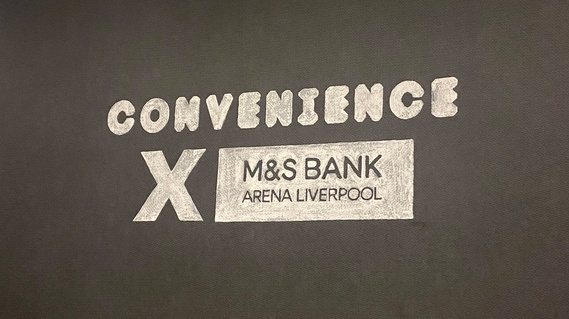 CONVENIENCE
X M&S BANK
ARENA LIVERPOOL